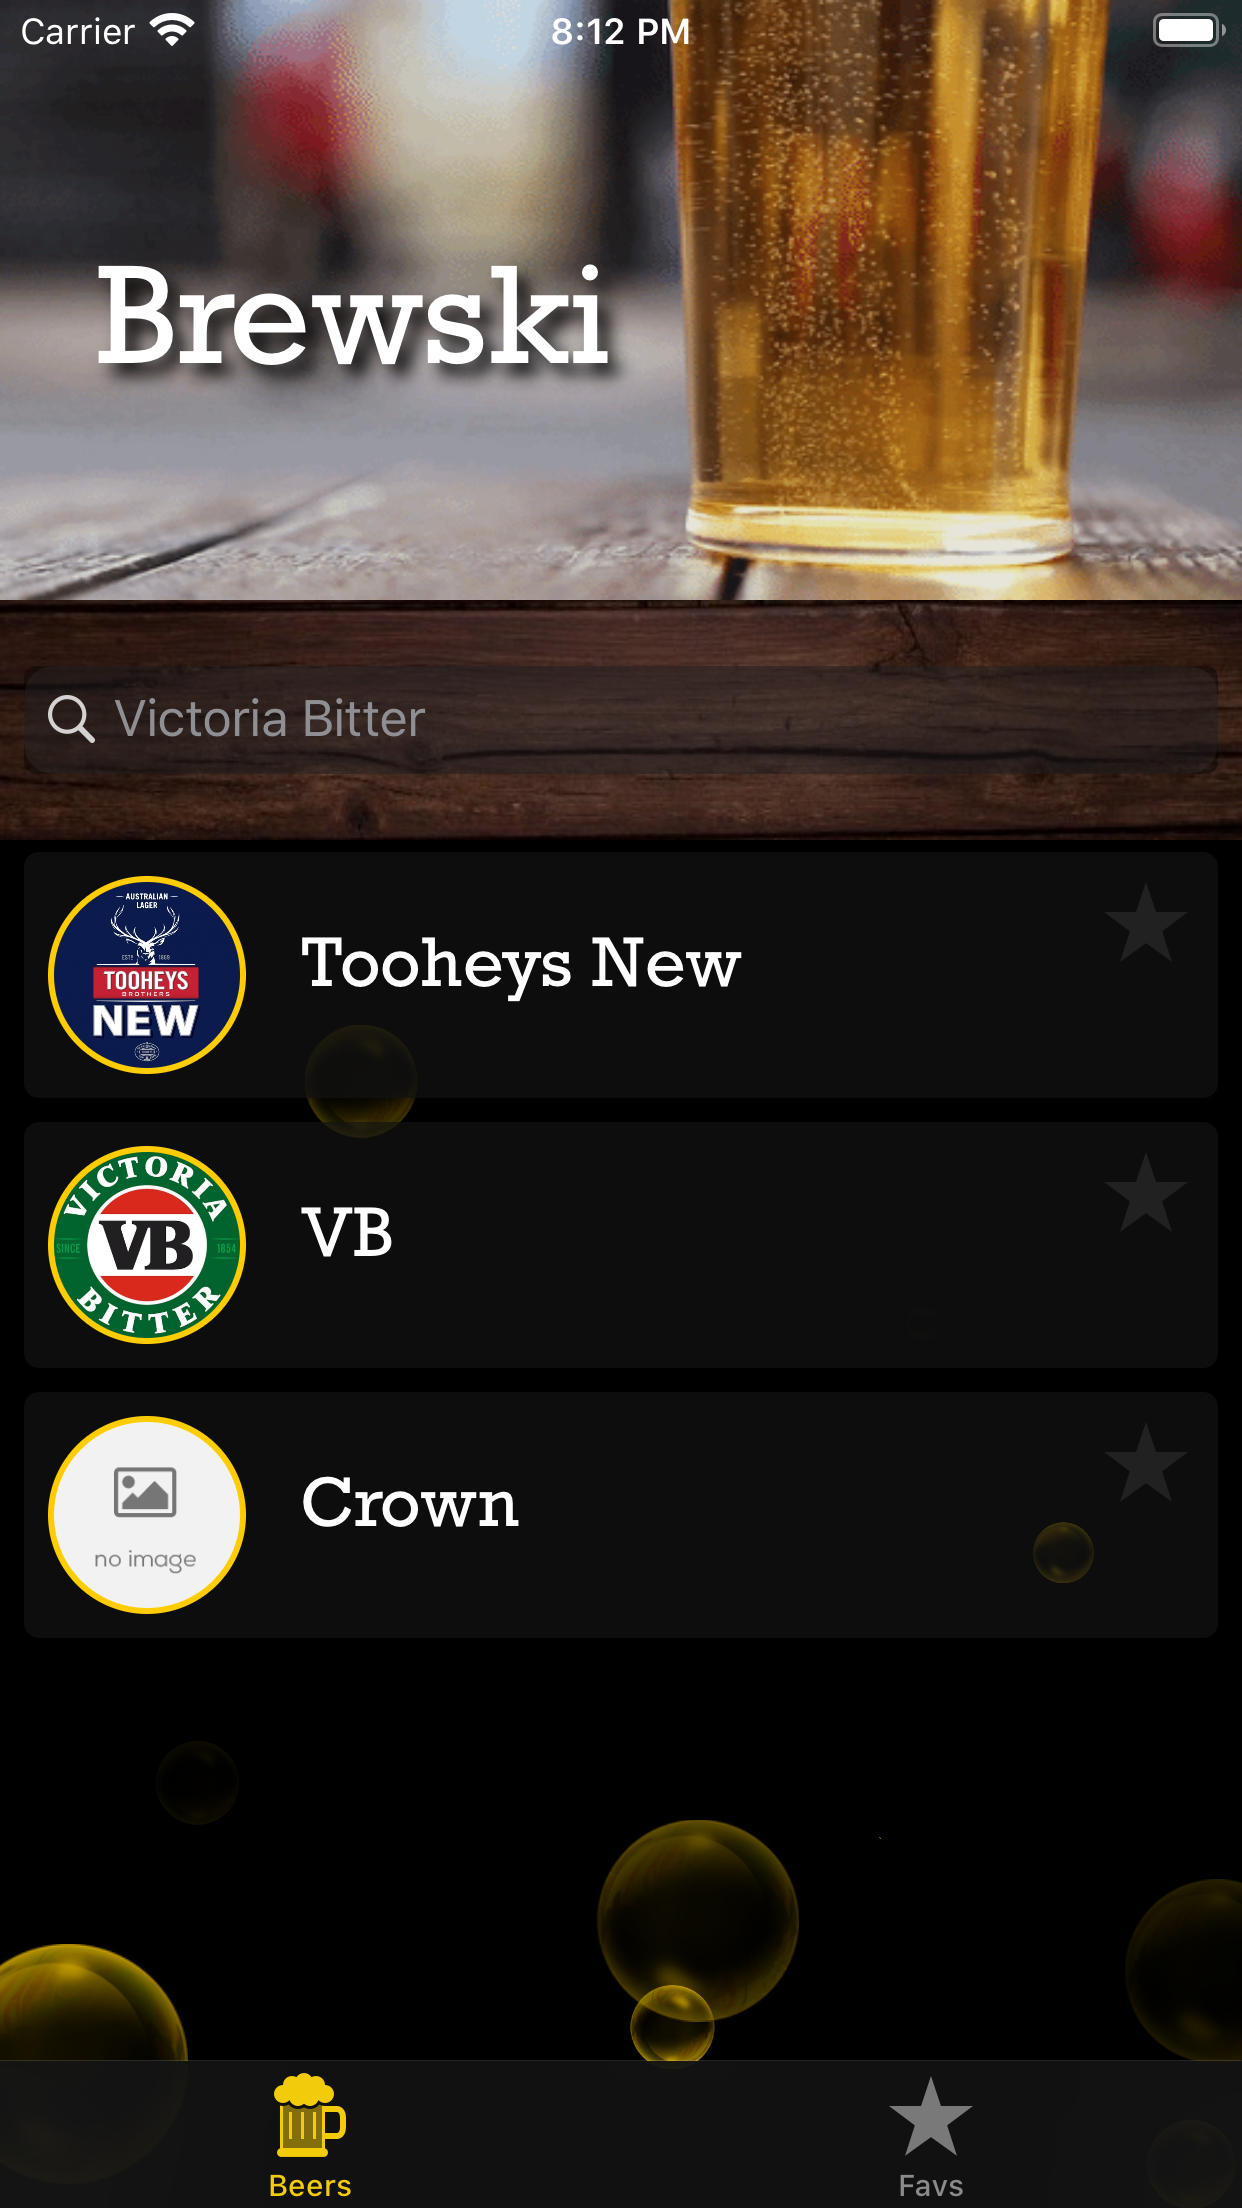 Carrier
8:12 PM
Brewski
Victoria Bitter
AUSTRALIAN
LAGER
ESTD 1869
TOOHEYS
BROTHERS
NEW
Tooheys New
VICTORIA
SINCE 1854
VB
BITTER
VB
no image
Crown
Beers
Favs